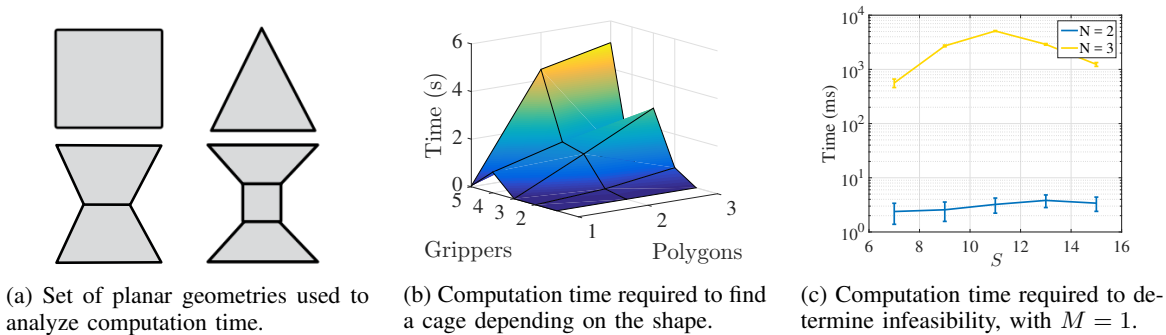 6
4
2
0
Time (s)
5
4
3
2
1
2
3
Grippers
Polygons
10^4
10^3
10^2
10^1
10^0
Time (ms)
N = 2
N = 3
6 8 10 12 14 16
S
(a) Set of planar geometries used to
analyze computation time.
(b) Computation time required to find
a cage depending on the shape.
(c) Computation time required to de-
termine infeasibility, with M = 1.